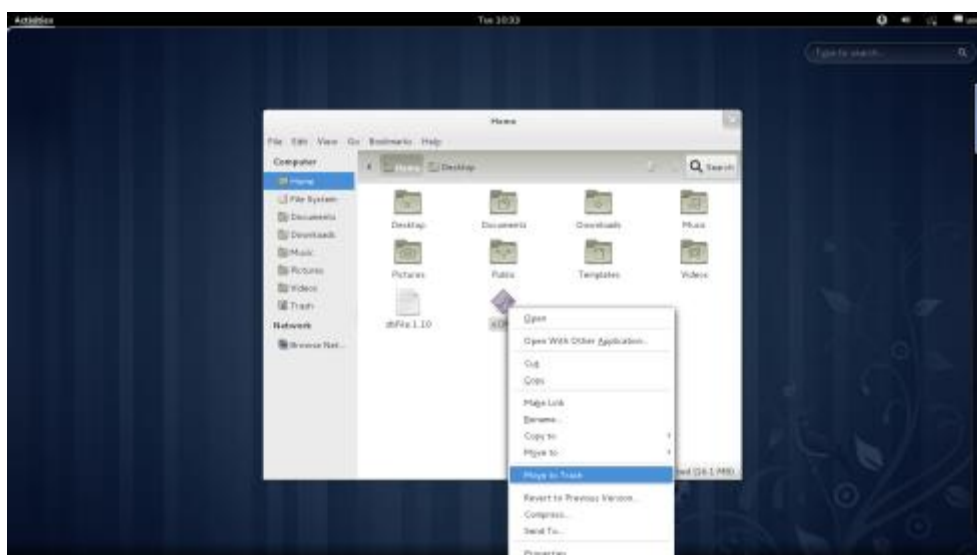 Activities
Tue 10:33
Type to search...
Home
File Edit View Go Bookmarks Help
Computer
Home Desktop
Search
Home
File System
Documents
Downloads
Music
Pictures
Videos
Trash
Network
Browse Net...
Desktop
Documents
Downloads
Music
Pictures
Public
Templates
Videos
Open
Open With Other Application...
Cut
Copy
Make Link
Rename...
Copy to
Move to
Move to Trash
Revert to Previous Version...
Compress...
Send To...
Properties